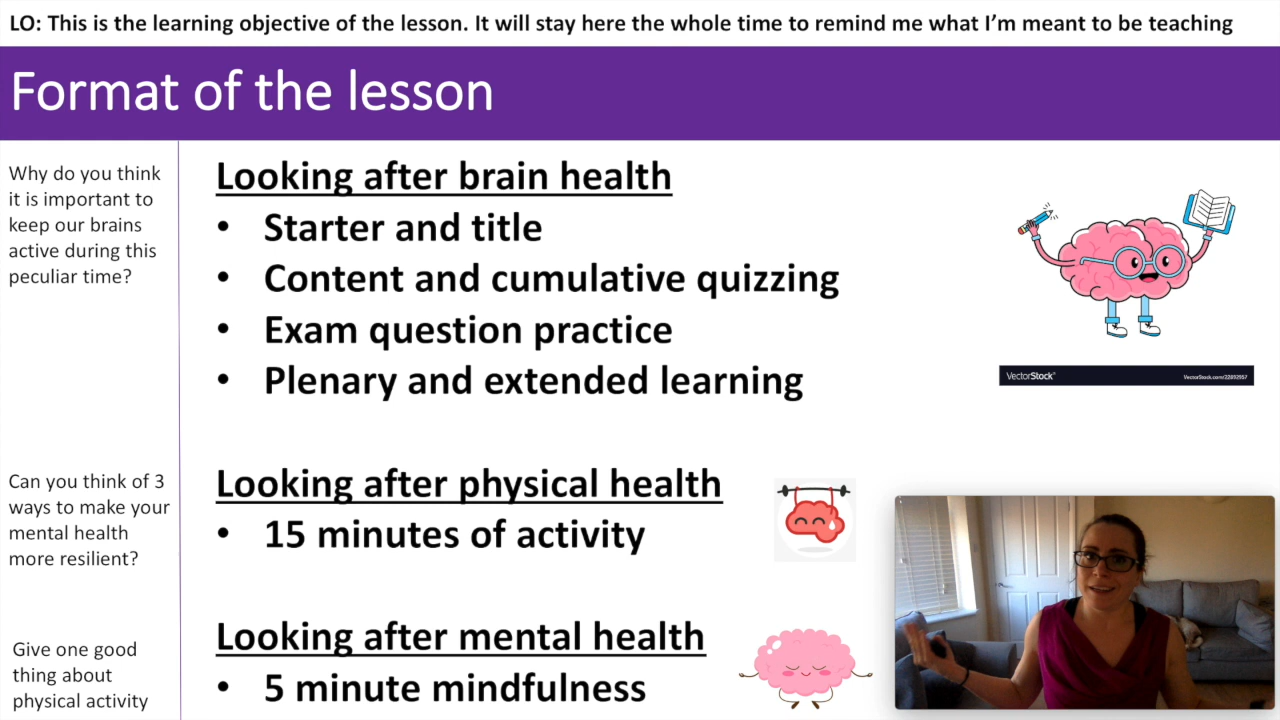 LO: This is the learning objective of the lesson. It will stay here the whole time to remind me what I’m meant to be teaching
Format of the lesson
Why do you think
it is important to
keep our brains
active during this
peculiar time?
Looking after brain health
• Starter and title
• Content and cumulative quizzing
• Exam question practice
• Plenary and extended learning
VectorStock®
VectorStock.com/22892957
Can you think of 3
ways to make your
mental health
more resilient?
Looking after physical health
• 15 minutes of activity
Give one good
thing about
physical activity
Looking after mental health
• 5 minute mindfulness